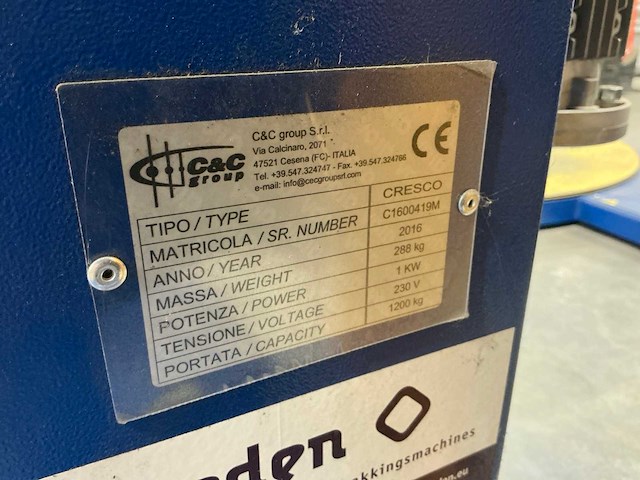 C&C
group
C&C group S.r.l.
Via Calcinaro, 2071
47521 Cesena (FC)- ITALIA
Tel. +39.547.324747 - Fax. +39.547.324766
e-mail: info@cecgroupsrl.com
CE
TIPO / TYPE CRESCO
MATRICOLA / SR. NUMBER C1600419M
ANNO / YEAR 2016
MASSA / WEIGHT 288 kg
POTENZA / POWER 1 KW
TENSIONE / VOLTAGE 230 V
PORTATA / CAPACITY 1200 kg
den
kkingsmachines
.eu